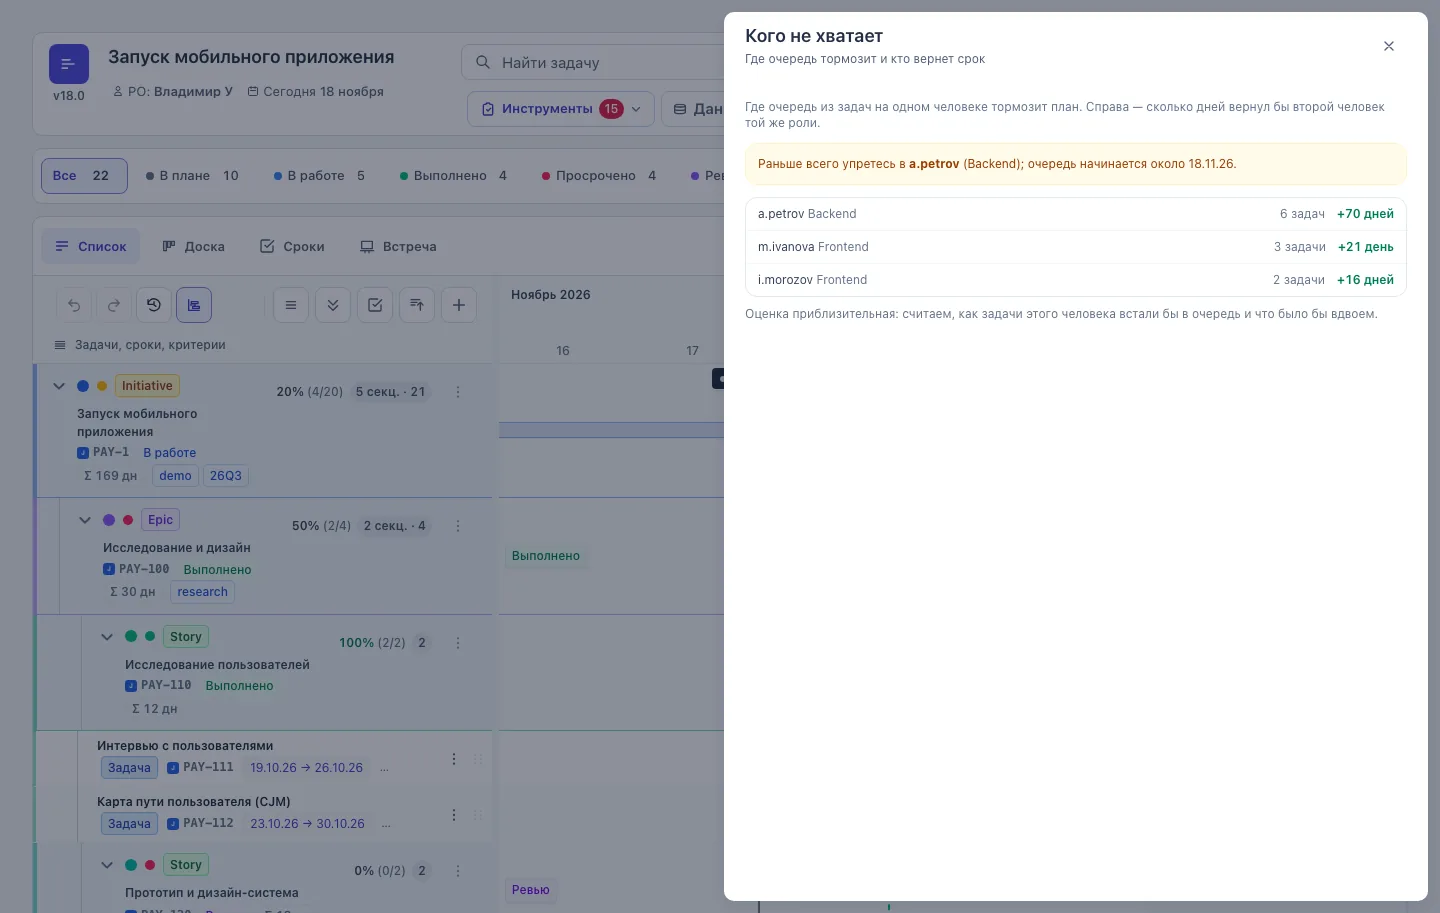 Запуск мобильного приложения
v18.0
PO: Владимир У
Сегодня 18 ноября
Найти задачу
Инструменты 15
Дан
Все 22
В плане 10
В работе 5
Выполнено 4
Просрочено 4
Рев
Список
Доска
Сроки
Встреча
Ноябрь 2026
Задачи, сроки, критерии
16
17
Initiative
20% (4/20)
5 секц. · 21
Запуск мобильного
приложения
PAY-1 В работе
Σ 169 дн
demo
26Q3
Epic
50% (2/4)
2 секц. · 4
Исследование и дизайн
PAY-100 Выполнено
Σ 30 дн
research
Выполнено
Story
100% (2/2)
2
Исследование пользователей
PAY-110 Выполнено
Σ 12 дн
Интервью с пользователями
Задача PAY-111 19.10.26 → 26.10.26 ...
Карта пути пользователя (CJM)
Задача PAY-112 23.10.26 → 30.10.26 ...
Story
0% (0/2)
2
Прототип и дизайн-система
Ревью
Кого не хватает
Где очередь тормозит и кто вернет срок
Где очередь из задач на одном человеке тормозит план. Справа — сколько дней вернул бы второй человек
той же роли.
Раньше всего упретесь в a.petrov (Backend); очередь начинается около 18.11.26.
a.petrov Backend 6 задач +70 дней
m.ivanova Frontend 3 задачи +21 день
i.morozov Frontend 2 задачи +16 дней
Оценка приблизительная: считаем, как задачи этого человека встали бы в очередь и что было бы вдвоем.